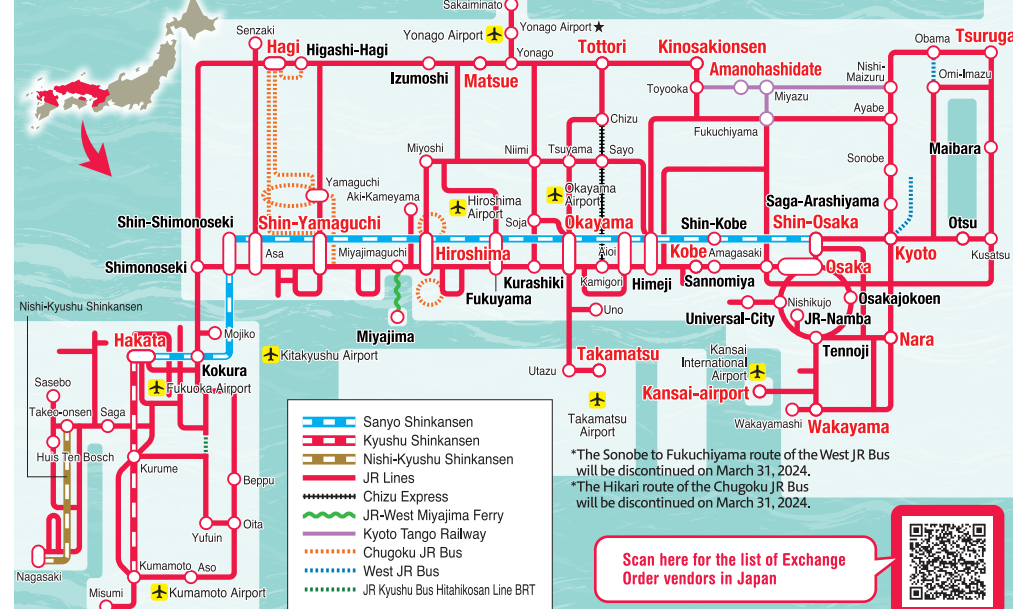 Sakaiminato
Yonago Airport
Yonago Airport★
Yonago
Senzaki
Hagi
Higashi-Hagi
Izumoshi
Matsue
Tottori
Kinosakionsen
Obama
Tsuruga
Nishi-
Maizuru
Omi-Imazu
Amanohashidate
Toyooka
Miyazu
Ayabe
Chizu
Fukuchiyama
Miyoshi
Niimi
Tsuyama
Sayo
Maibara
Sonobe
Yamaguchi
Aki-Kameyama
Hiroshima
Airport
Okayama
Airport
Saga-Arashiyama
Shin-Shimonoseki
Shin-Yamaguchi
Soja
Okayama
Shin-Kobe
Shin-Osaka
Otsu
Asa
Miyajimaguchi
Hiroshima
Aioi
Kobe
Amagasaki
Kyoto
Kusatsu
Shimonoseki
Fukuyama
Kurashiki
Kamigori
Himeji
Sannomiya
Osaka
Nishi-Kyushu Shinkansen
Miyajima
Uno
Universal-City
Nishikujo
JR-Namba
Osakajokoen
Hakata
Mojiko
Kokura
Kitakyushu Airport
Tennoji
Nara
Takamatsu
Utazu
Kansai
International
Airport
Fukuoka Airport
Sasebo
Takeo-onsen
Saga
Kansai-airport
Takamatsu
Airport
Wakayamashi
Wakayama
Huis Ten Bosch
Kurume
Beppu
Yufuin
Oita
Nagasaki
Kumamoto
Aso
Misumi
Kumamoto Airport
Sanyo Shinkansen
Kyushu Shinkansen
Nishi-Kyushu Shinkansen
JR Lines
Chizu Express
JR-West Miyajima Ferry
Kyoto Tango Railway
Chugoku JR Bus
West JR Bus
JR Kyushu Bus Hitahikosan Line BRT
*The Sonobe to Fukuchiyama route of the West JR Bus
will be discontinued on March 31, 2024.
*The Hikari route of the Chugoku JR Bus
will be discontinued on March 31, 2024.
Scan here for the list of Exchange
Order vendors in Japan